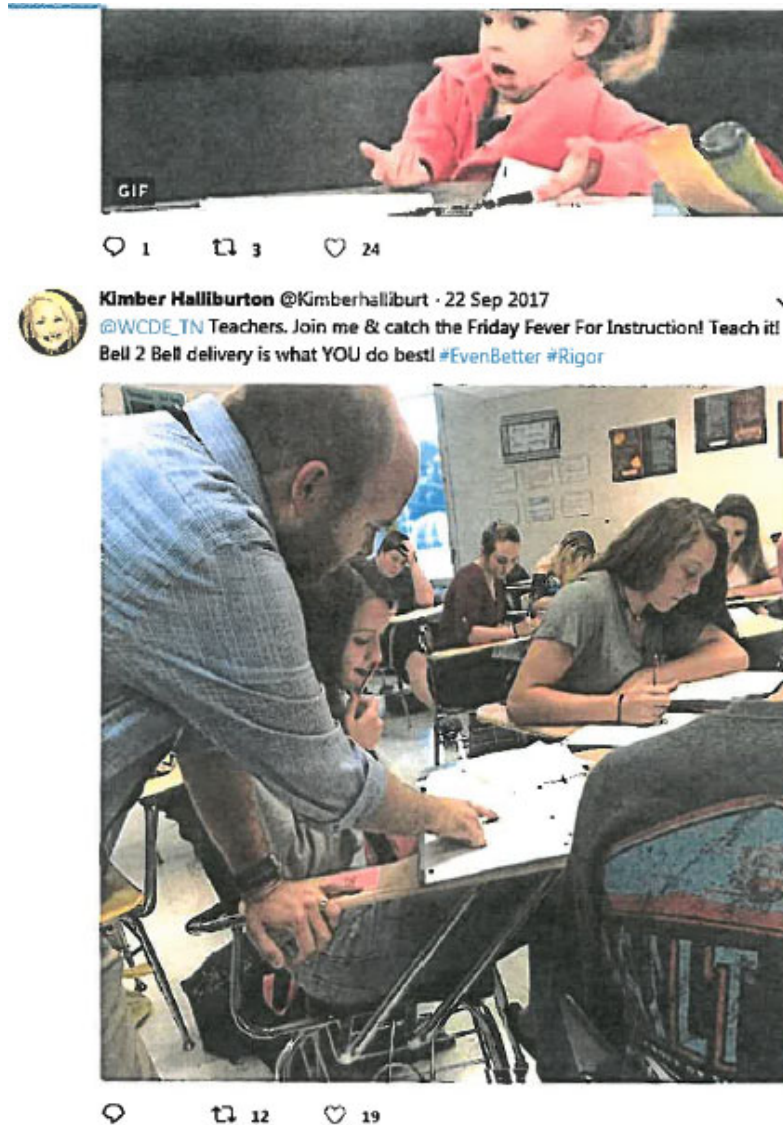 GIF
1 3 24
Kimber Halliburton @Kimberhalliburt · 22 Sep 2017
@WCDE_TN Teachers. Join me & catch the Friday Fever For Instruction! Teach it!
Bell 2 Bell delivery is what YOU do best! #EvenBetter #Rigor
LT
12 19